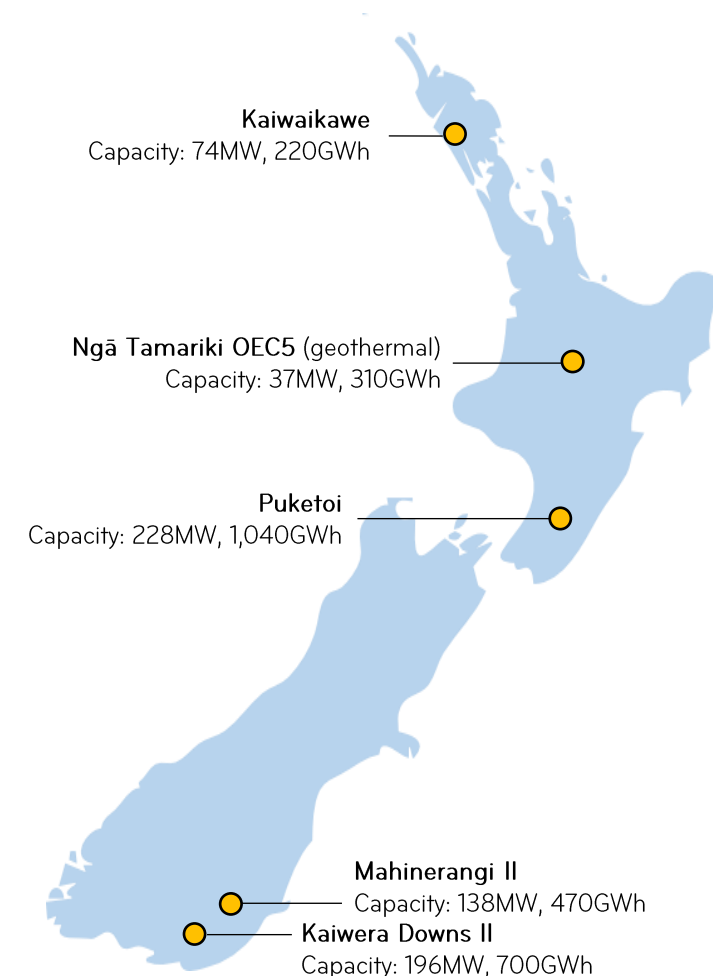 Kaiwaikawe
Capacity: 74MW, 220GWh
Ngā Tamariki OEC5 (geothermal)
Capacity: 37MW, 310GWh
Puketoi
Capacity: 228MW, 1,040GWh
Mahinerangi II
Capacity: 138MW, 470GWh
Kaiwera Downs II
Capacity: 196MW, 700GWh